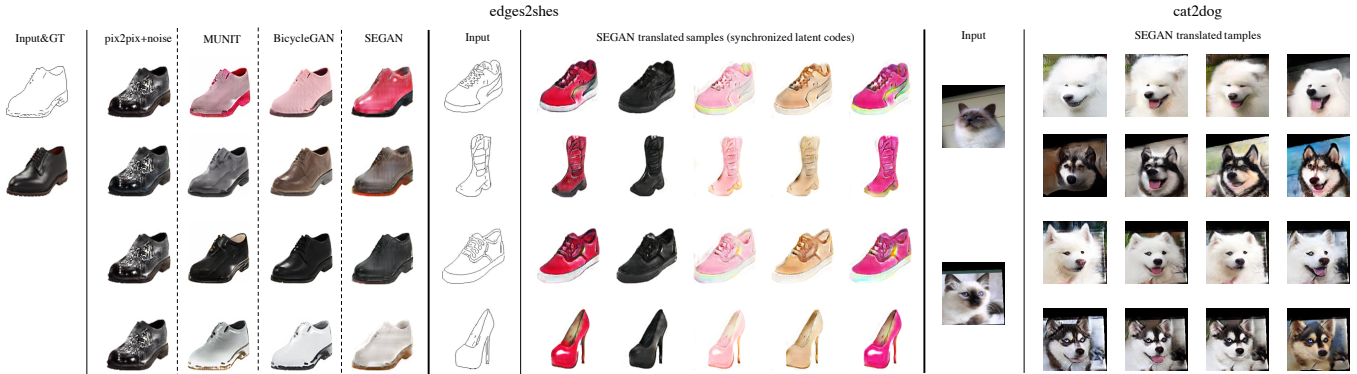 edges2shes
cat2dog
Input&GT
pix2pix+noise
MUNIT
BicycleGAN
SEGAN
Input
SEGAN translated samples (synchronized latent codes)
Input
SEGAN translated tamples